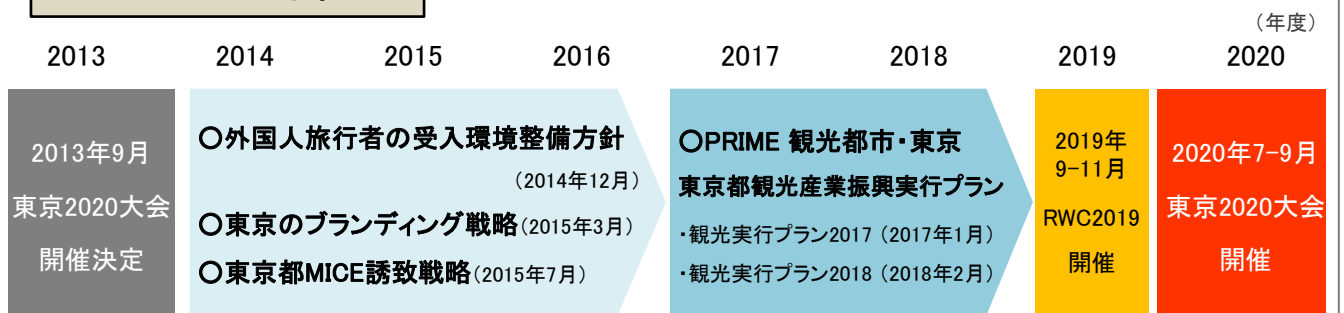 （年度）
2013 2014 2015 2016 2017 2018 2019 2020
2013年9月
東京2020大会
開催決定
〇外国人旅行者の受入環境整備方針
（2014年12月）
〇東京のブランディング戦略（2015年3月）
〇東京都MICE誘致戦略（2015年7月）
〇PRIME 観光都市・東京
東京都観光産業振興実行プラン
・観光実行プラン2017（2017年1月）
・観光実行プラン2018（2018年2月）
2019年
9-11月
RWC2019
開催
2020年7-9月
東京2020大会
開催